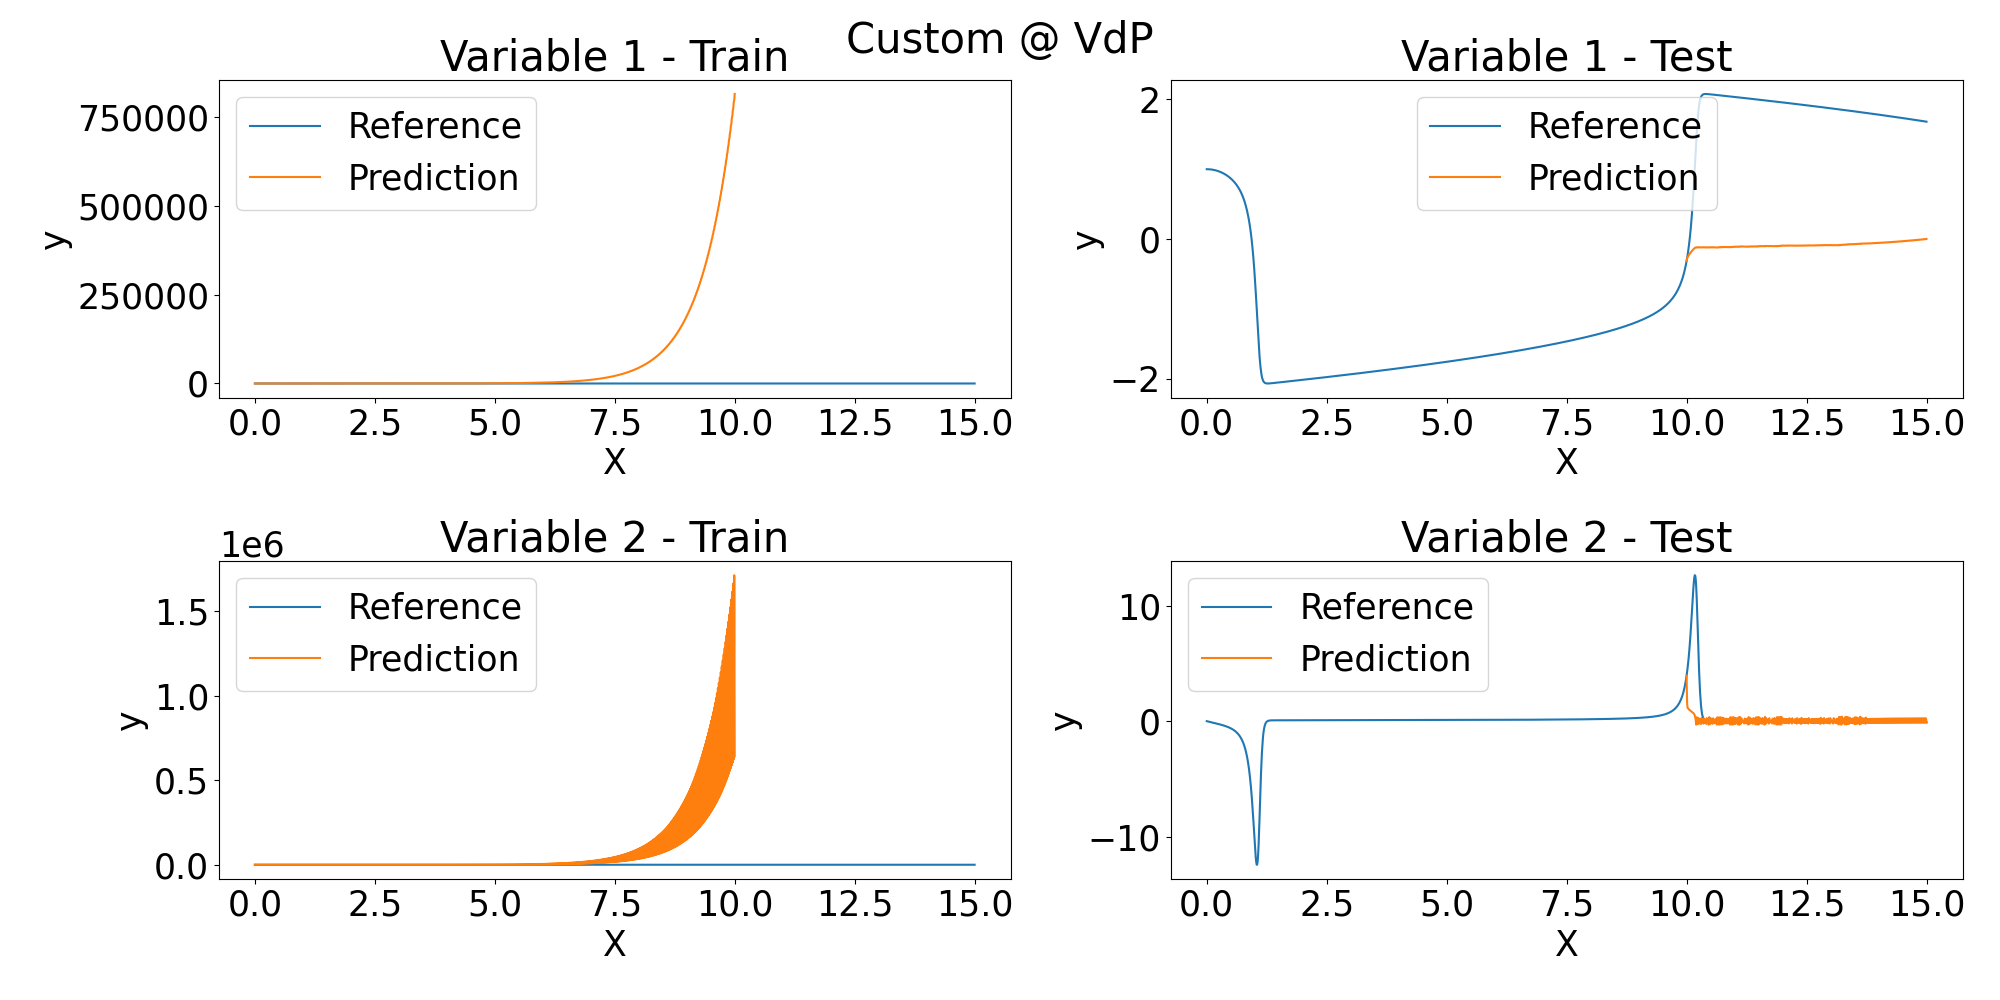 Custom @ VdP
Variable 1 - Train
750000
500000
250000
0
y
Reference
Prediction
0.0 2.5 5.0 7.5 10.0 12.5 15.0
X
Variable 1 - Test
2
0
−2
y
Reference
Prediction
0.0 2.5 5.0 7.5 10.0 12.5 15.0
X
Variable 2 - Train
1e6
1.5
1.0
0.5
0.0
y
Reference
Prediction
0.0 2.5 5.0 7.5 10.0 12.5 15.0
X
Variable 2 - Test
10
0
−10
y
Reference
Prediction
0.0 2.5 5.0 7.5 10.0 12.5 15.0
X